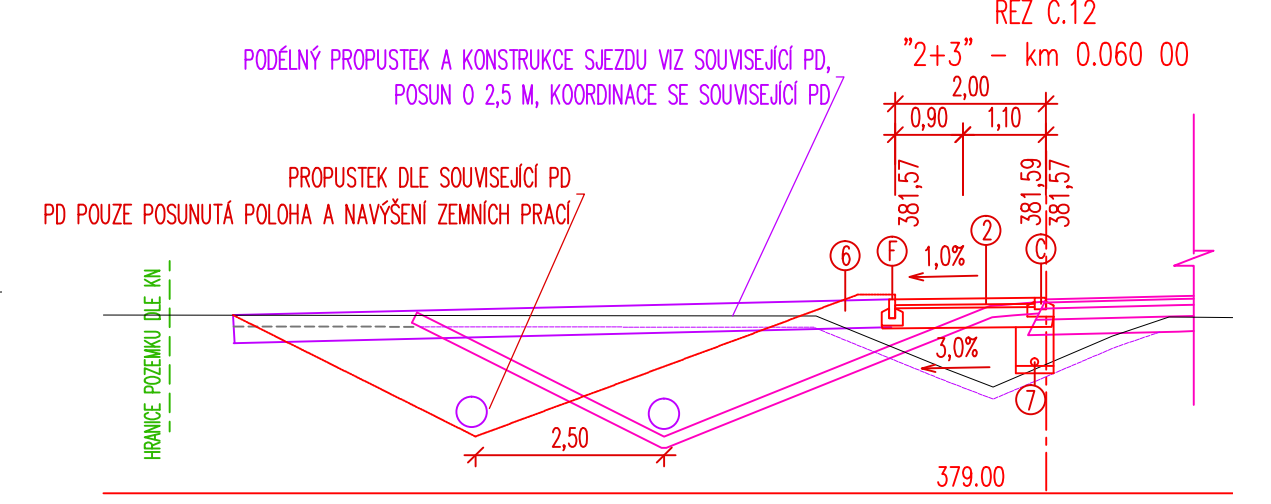 ŘEZ Č.12
"2+3" - km 0.060 00
PODÉLNÝ PROPUSTEK A KONSTRUKCE SJEZDU VIZ SOUVISEJÍCÍ PD,
POSUN O 2,5 M, KOORDINACE SE SOUVISEJÍCÍ PD
2,00
0,90
1,10
PROPUSTEK DLE SOUVISEJÍCÍ PD
PD POUZE POSUNUTÁ POLOHA A NAVÝŠENÍ ZEMNÍCH PRACÍ
381,57
381,59
381,57
6
F
1,0%
2
C
HRANICE POZEMKU DLE KN
3,0%
7
2,50
379.00